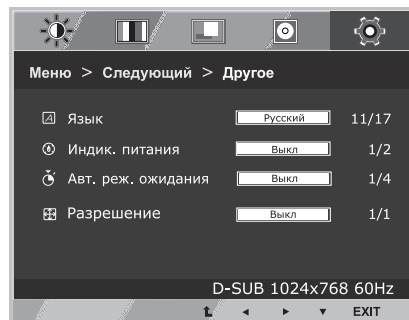 Меню > Следующий > Другое
Язык Русский 11/17
Индик. питания Выкл 1/2
Авт. реж. ожидания Выкл 1/4
Разрешение Выкл 1/1
D-SUB 1024x768 60Hz
EXIT